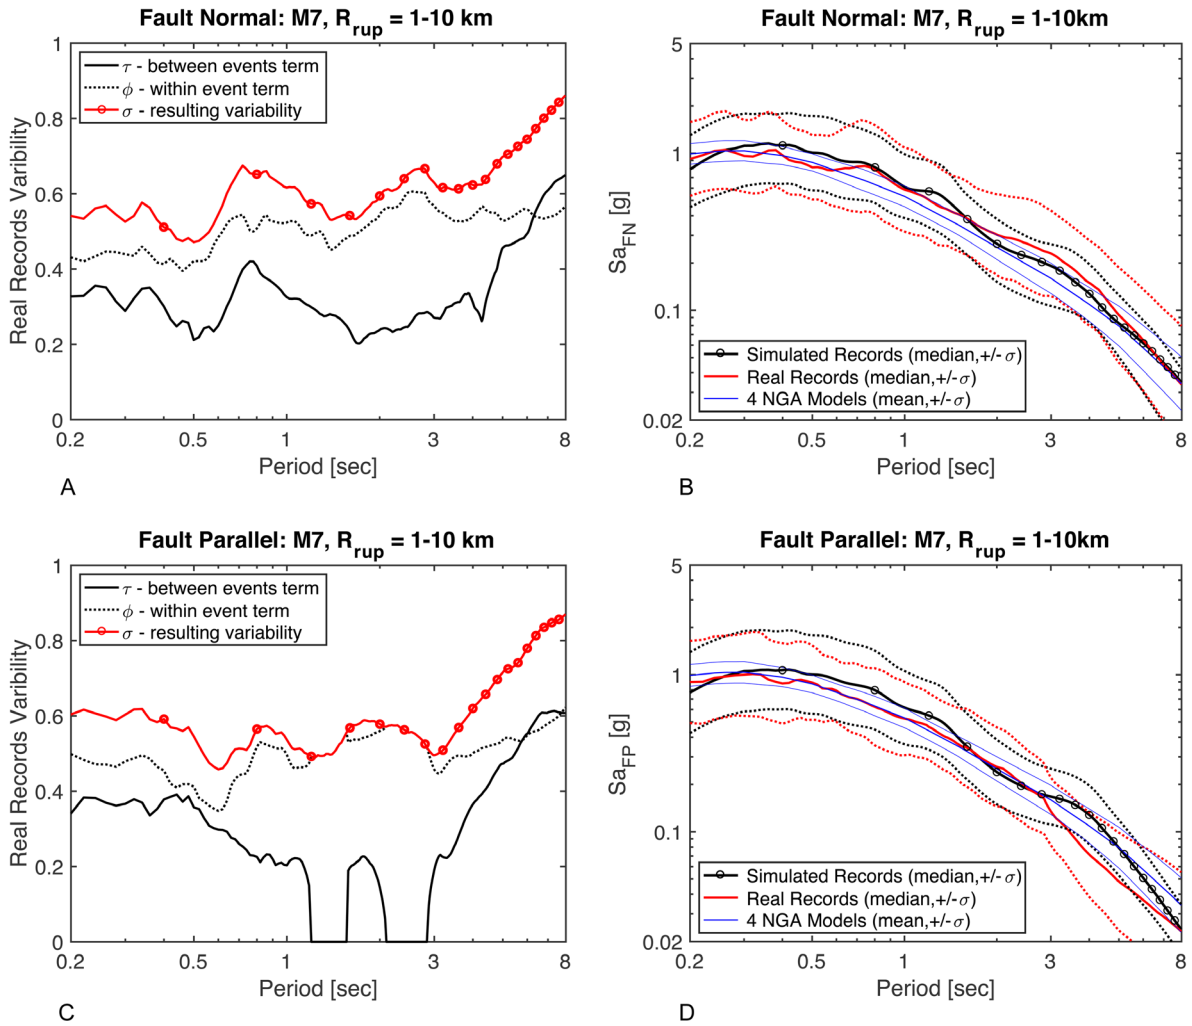 Fault Normal: M7, Rrup = 1-10 km
Real Records Varibility
1
0.8
0.6
0.4
0.2
0
τ - between events term
ϕ - within event term
σ - resulting variability
0.2 0.5 1 3 8
Period [sec]
A
Fault Normal: M7, Rrup = 1-10km
SaFN [g]
5
1
0.1
0.02
Simulated Records (median,+/-σ)
Real Records (median,+/-σ)
4 NGA Models (mean,+/-σ)
0.2 0.5 1 3 8
Period [sec]
B
Fault Parallel: M7, Rrup = 1-10 km
Real Records Varibility
1
0.8
0.6
0.4
0.2
0
τ - between events term
ϕ - within event term
σ - resulting variability
0.2 0.5 1 3 8
Period [sec]
C
Fault Parallel: M7, Rrup = 1-10km
SaFP [g]
5
1
0.1
0.02
Simulated Records (median,+/-σ)
Real Records (median,+/-σ)
4 NGA Models (mean,+/-σ)
0.2 0.5 1 3 8
Period [sec]
D